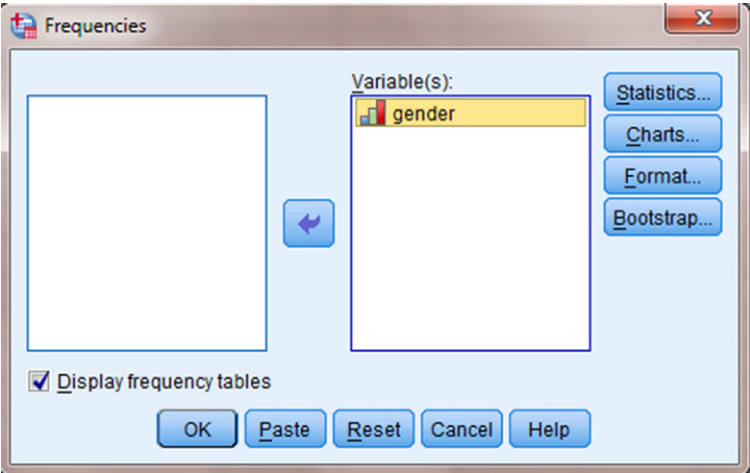 Frequencies
Variable(s):
gender
Statistics...
Charts...
Format...
Bootstrap...
Display frequency tables
OK Paste Reset Cancel Help